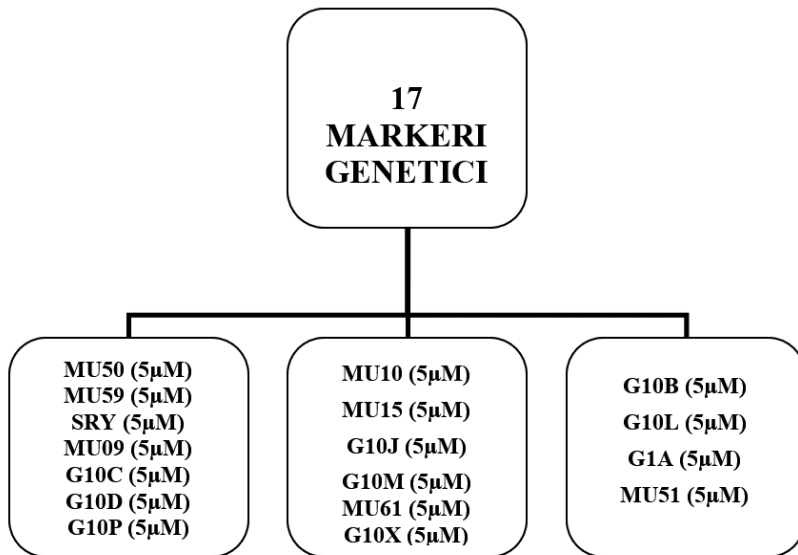 17
MARKERI
GENETICI
MU50 (5µM)
MU59 (5µM)
SRY (5µM)
MU09 (5µM)
G10C (5µM)
G10D (5µM)
G10P (5µM)
MU10 (5µM)
MU15 (5µM)
G10J (5µM)
G10M (5µM)
MU61 (5µM)
G10X (5µM)
G10B (5µM)
G10L (5µM)
G1A (5µM)
MU51 (5µM)